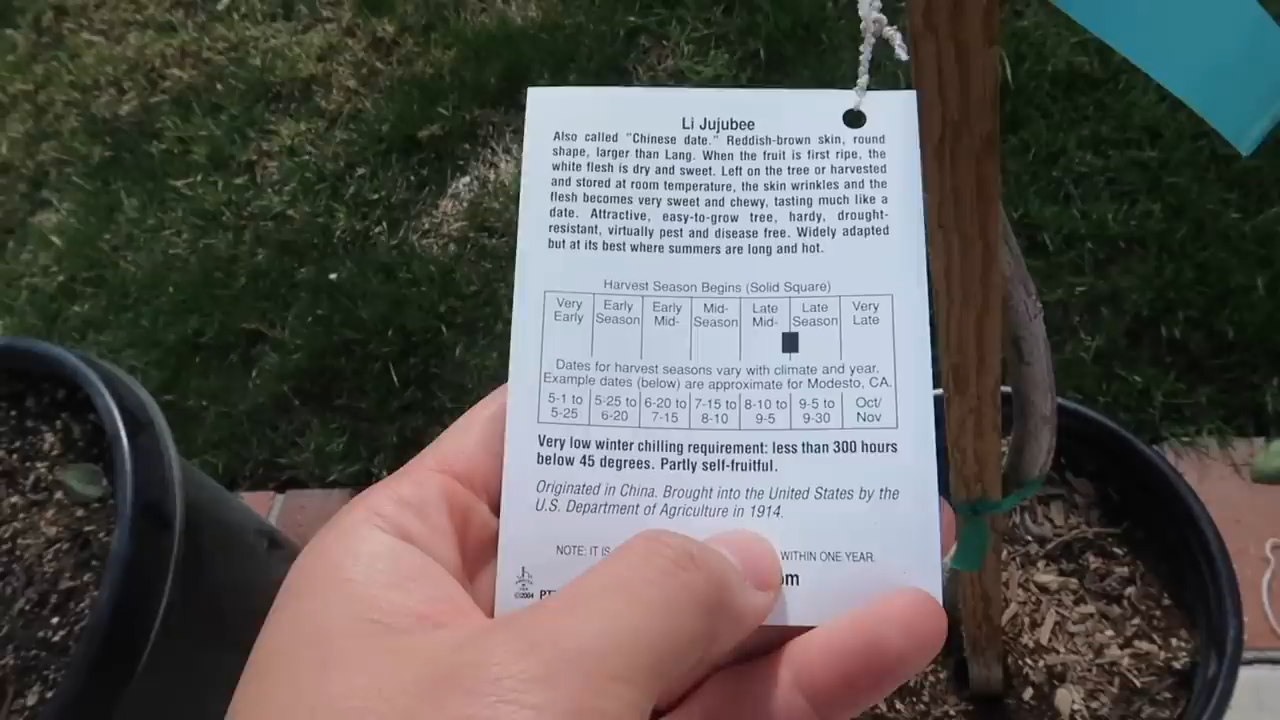 Li Jujubee
Also called "Chinese date." Reddish-brown skin, round
shape, larger than Lang. When the fruit is first ripe, the
white flesh is dry and sweet. Left on the tree or harvested
and stored at room temperature, the skin wrinkles and the
flesh becomes very sweet and chewy, tasting much like a
date. Attractive, easy-to-grow tree, hardy, drought-
resistant, virtually pest and disease free. Widely adapted
but at its best where summers are long and hot.
Harvest Season Begins (Solid Square)
Very Early Early Mid- Late Late Very
Early Season Mid- Season Mid- Season Late
Dates for harvest seasons vary with climate and year.
Example dates (below) are approximate for Modesto, CA.
5-1 to 5-25 to 6-20 to 7-15 to 8-10 to 9-5 to Oct/
5-25 6-20 7-15 8-10 9-5 9-30 Nov
Very low winter chilling requirement: less than 300 hours
below 45 degrees. Partly self-fruitful.
Originated in China. Brought into the United States by the
U.S. Department of Agriculture in 1914.
NOTE: IT IS WITHIN ONE YEAR.
©2004